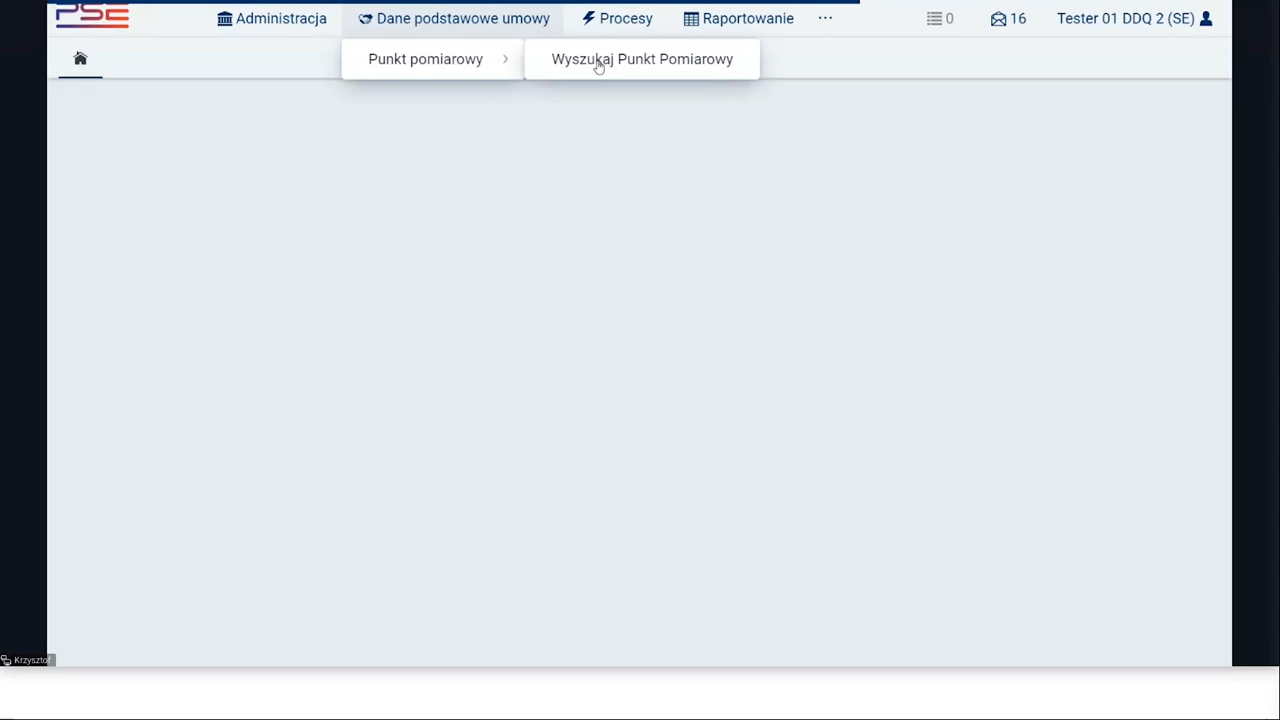 PSE
Administracja
Dane podstawowe umowy
Procesy
Raportowanie
...
0
16
Tester 01 DDQ 2 (SE)
Punkt pomiarowy
Wyszukaj Punkt Pomiarowy
Krzysztof